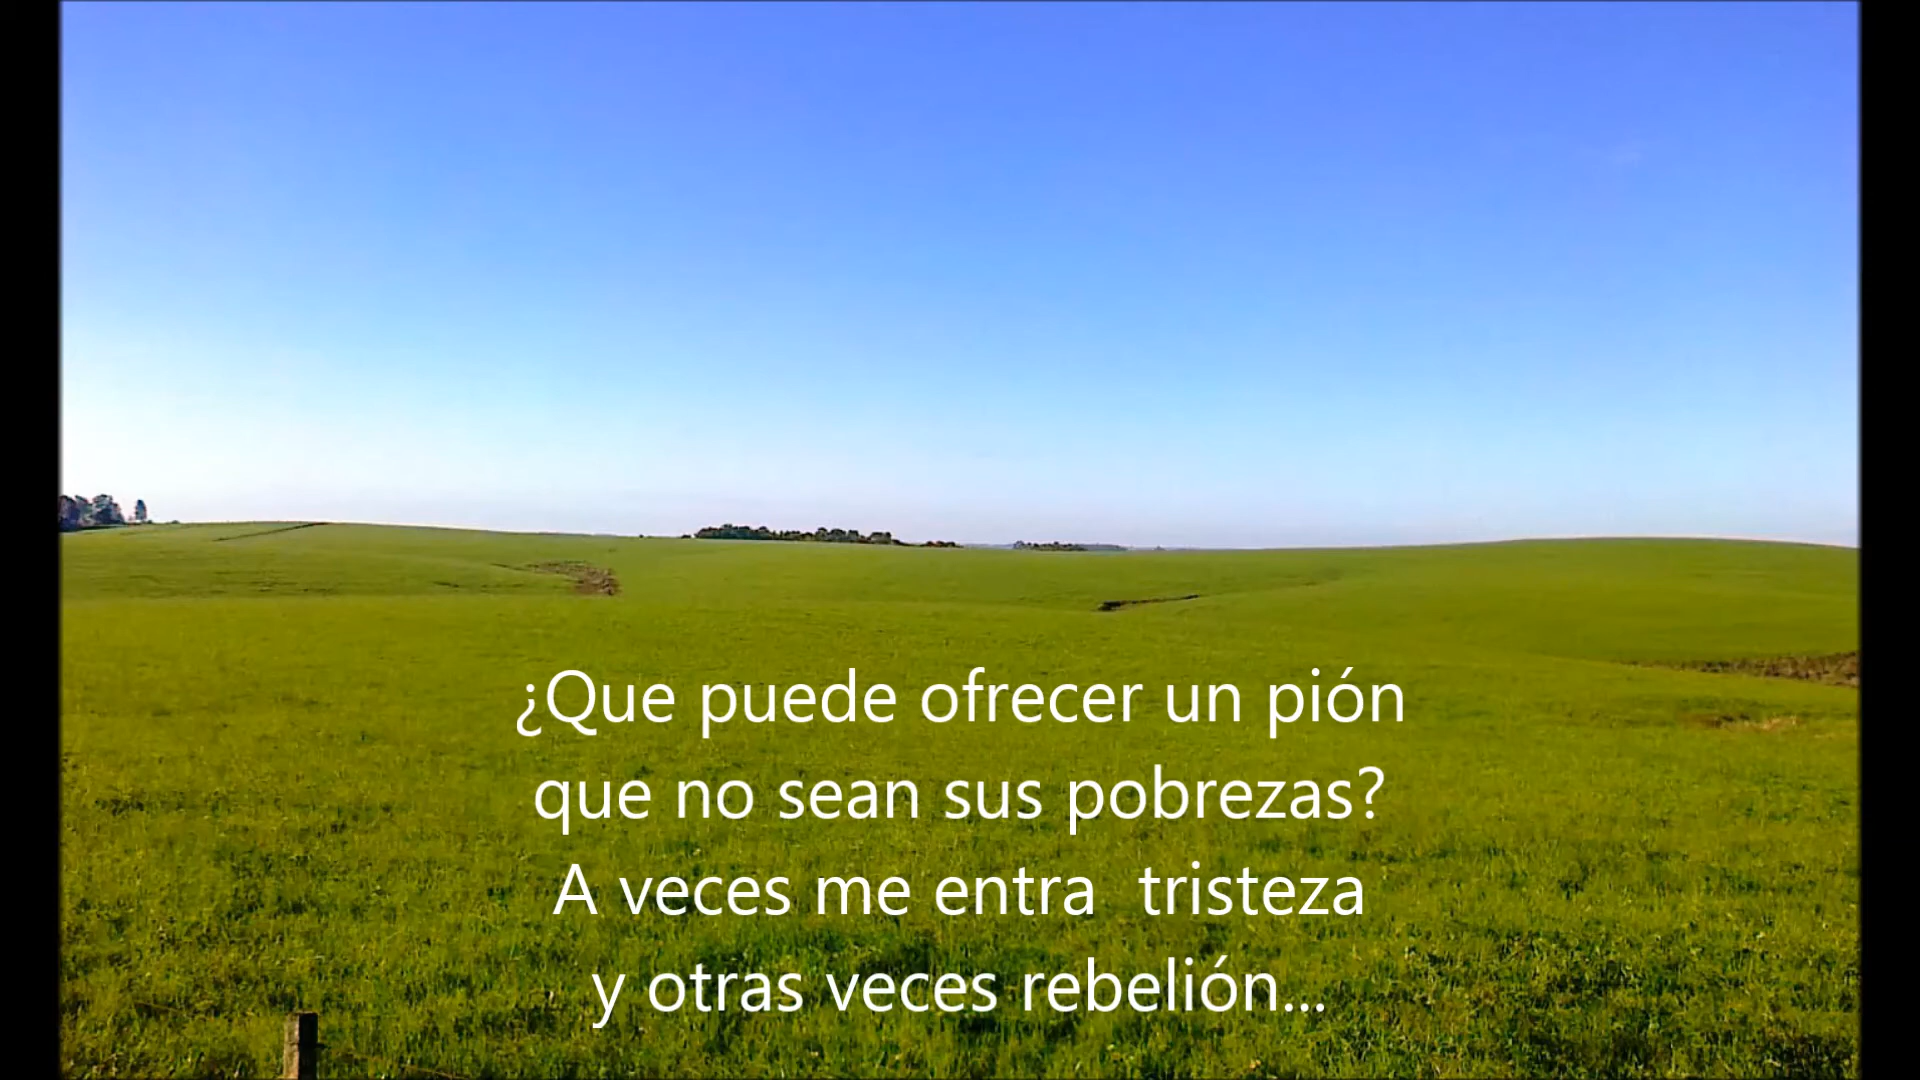 ¿Que puede ofrecer un pión
que no sean sus pobrezas?
A veces me entra  tristeza
y otras veces rebelión...